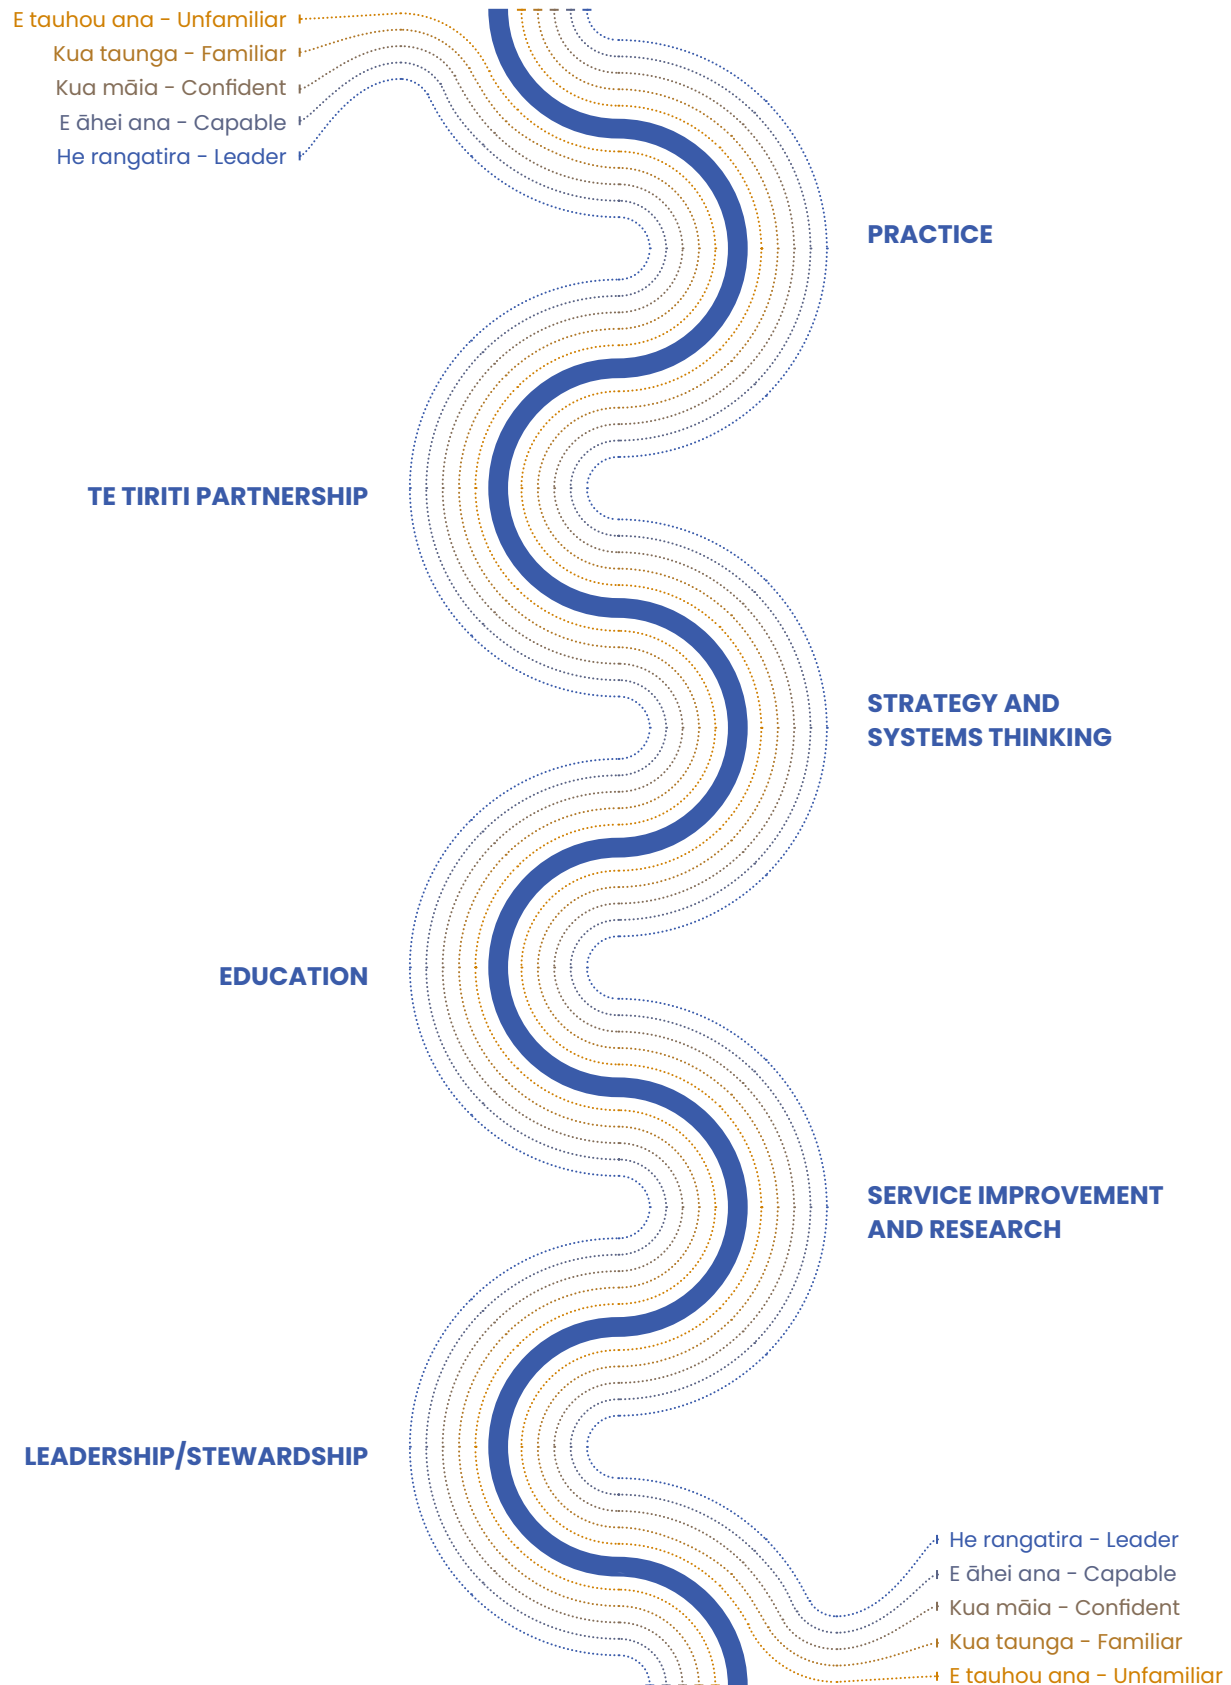 E tauhou ana - Unfamiliar
Kua taunga - Familiar
Kua māia - Confident
E āhei ana - Capable
He rangatira - Leader
PRACTICE
TE TIRITI PARTNERSHIP
STRATEGY AND
SYSTEMS THINKING
EDUCATION
SERVICE IMPROVEMENT
AND RESEARCH
LEADERSHIP/STEWARDSHIP
He rangatira - Leader
E āhei ana - Capable
Kua māia - Confident
Kua taunga - Familiar
E tauhou ana - Unfamiliar